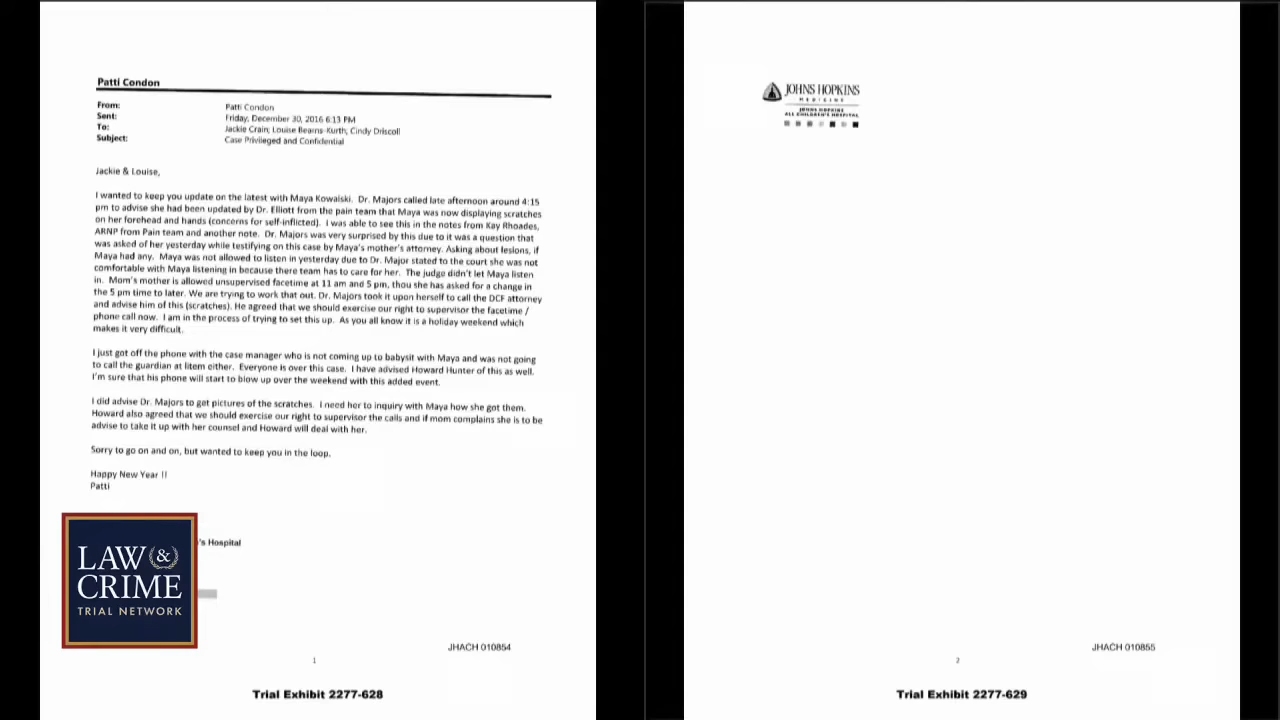 Patti Condon
From: Patti Condon
Sent: Friday, December 30, 2016 6:13 PM
To: Jackie Crain; Louise Bearns-Kurth; Cindy Driscoll
Subject: Case Privileged and Confidential
Jackie & Louise,
I wanted to keep you update on the latest with Maya Kowalski. Dr. Majors called late afternoon around 4:15
pm to advise she had been updated by Dr. Elliott from the pain team that Maya was now displaying scratches
on her forehead and hands (concerns for self-inflicted). I was able to see this in the notes from Kay Rhoades,
ARNP from Pain team and another note. Dr. Majors was very surprised by this due to it was a question that
was asked of her yesterday while testifying on this case by Maya's mother's attorney. Asking about lesions, if
Maya had any. Maya was not allowed to listen in yesterday due to Dr. Major stated to the court she was not
comfortable with Maya listening in because there team has to care for her. The judge didn't let Maya listen
in. Mom's mother is allowed unsupervised facetime at 11 am and 5 pm, thou she has asked for a change in
the 5 pm time to later. We are trying to work that out. Dr. Majors took it upon herself to call the DCF attorney
and advise him of this (scratches). He agreed that we should exercise our right to supervisor the facetime /
phone call now. I am in the process of trying to set this up. As you all know it is a holiday weekend which
makes it very difficult.
I just got off the phone with the case manager who is not coming up to babysit with Maya and was not going
to call the guardian at litem either. Everyone is over this case. I have advised Howard Hunter of this as well.
I'm sure that his phone will start to blow up over the weekend with this added event.
I did advise Dr. Majors to get pictures of the scratches. I need her to inquiry with Maya how she got them.
Howard also agreed that we should exercise our right to supervisor the calls and if mom complains she is to be
advise to take it up with her counsel and Howard will deal with her.
Sorry to go on and on, but wanted to keep you in the loop.
Happy New Year !!
Patti
's Hospital
LAW &
CRIME
TRIAL NETWORK
JHACH 010854
1
Trial Exhibit 2277-628
JOHNS HOPKINS
MEDICINE
JOHNS HOPKINS
ALL CHILDREN'S HOSPITAL
JHACH 010855
2
Trial Exhibit 2277-629